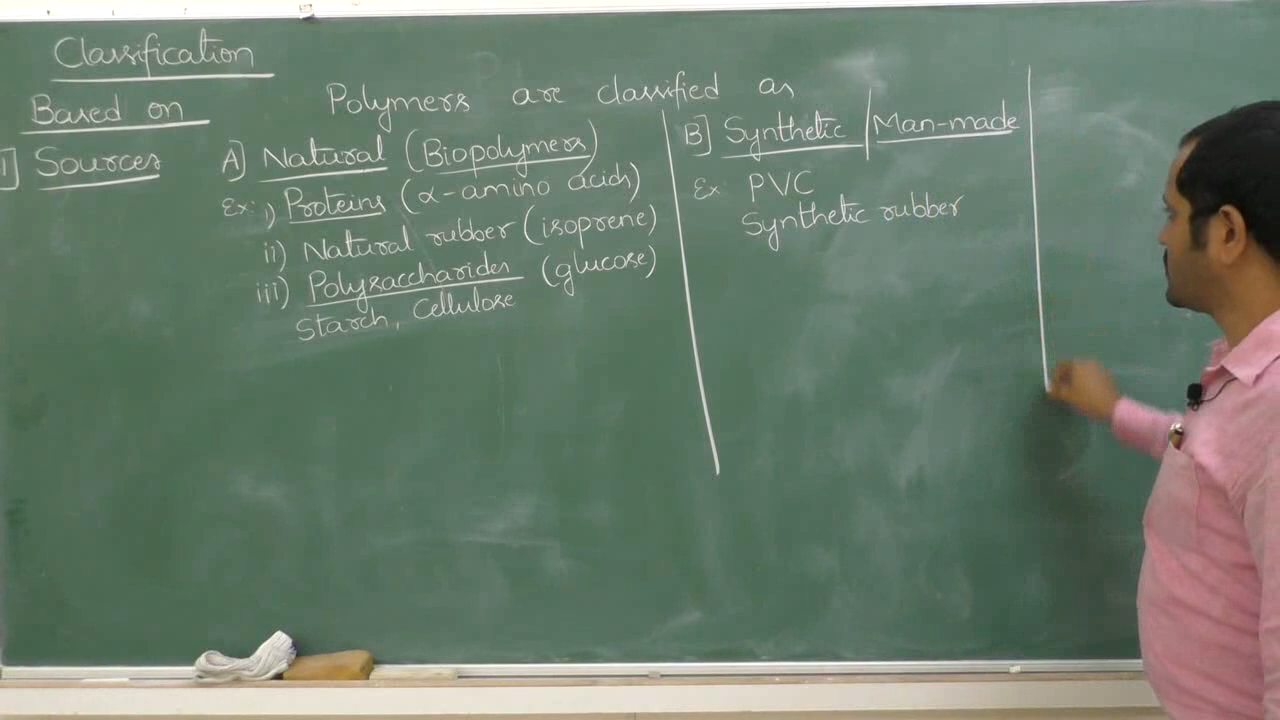 Classification
Based on
1] Sources
Polymers are classified as
A] Natural (Biopolymers)
Ex: i) Proteins (α-amino acids)
ii) Natural rubber (isoprene)
iii) Polysaccharides (glucose)
Starch, Cellulose
B] Synthetic | Man-made
Ex: PVC
Synthetic rubber